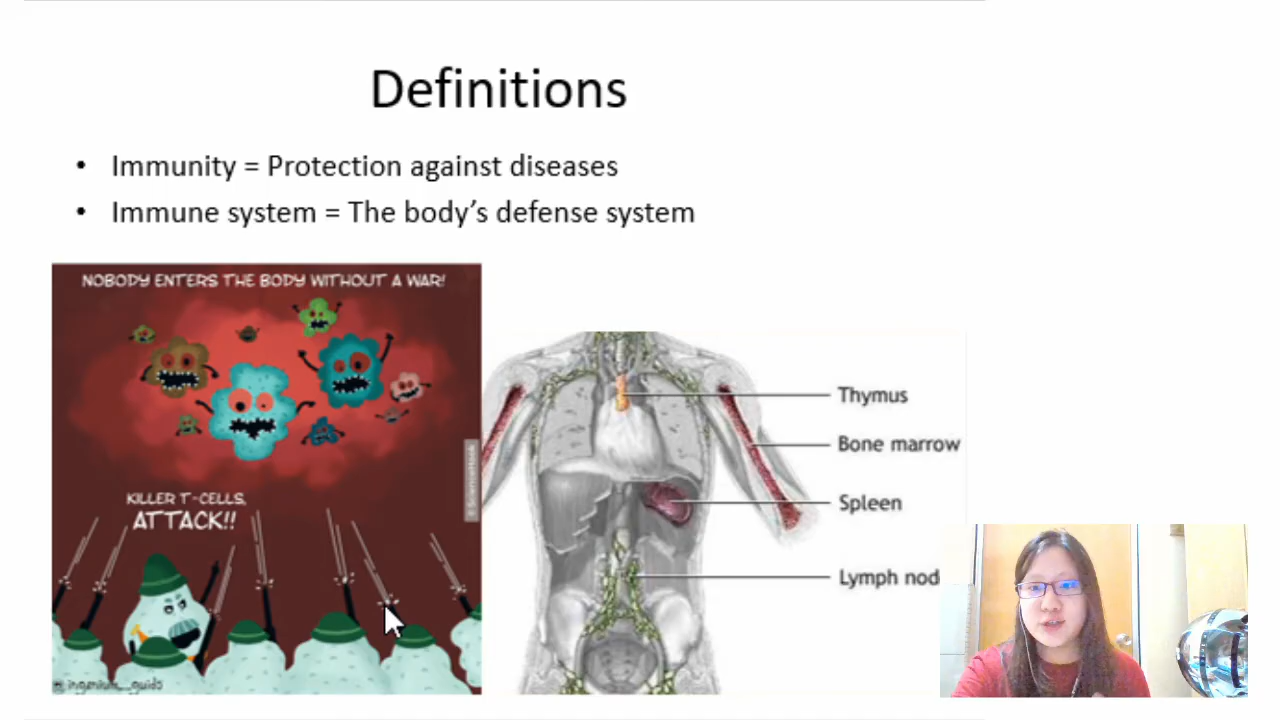 Definitions
• Immunity = Protection against diseases
• Immune system = The body's defense system
NOBODY ENTERS THE BODY WITHOUT A WAR!
KILLER T-CELLS,
ATTACK!!
Thymus
Bone marrow
Spleen
Lymph nod